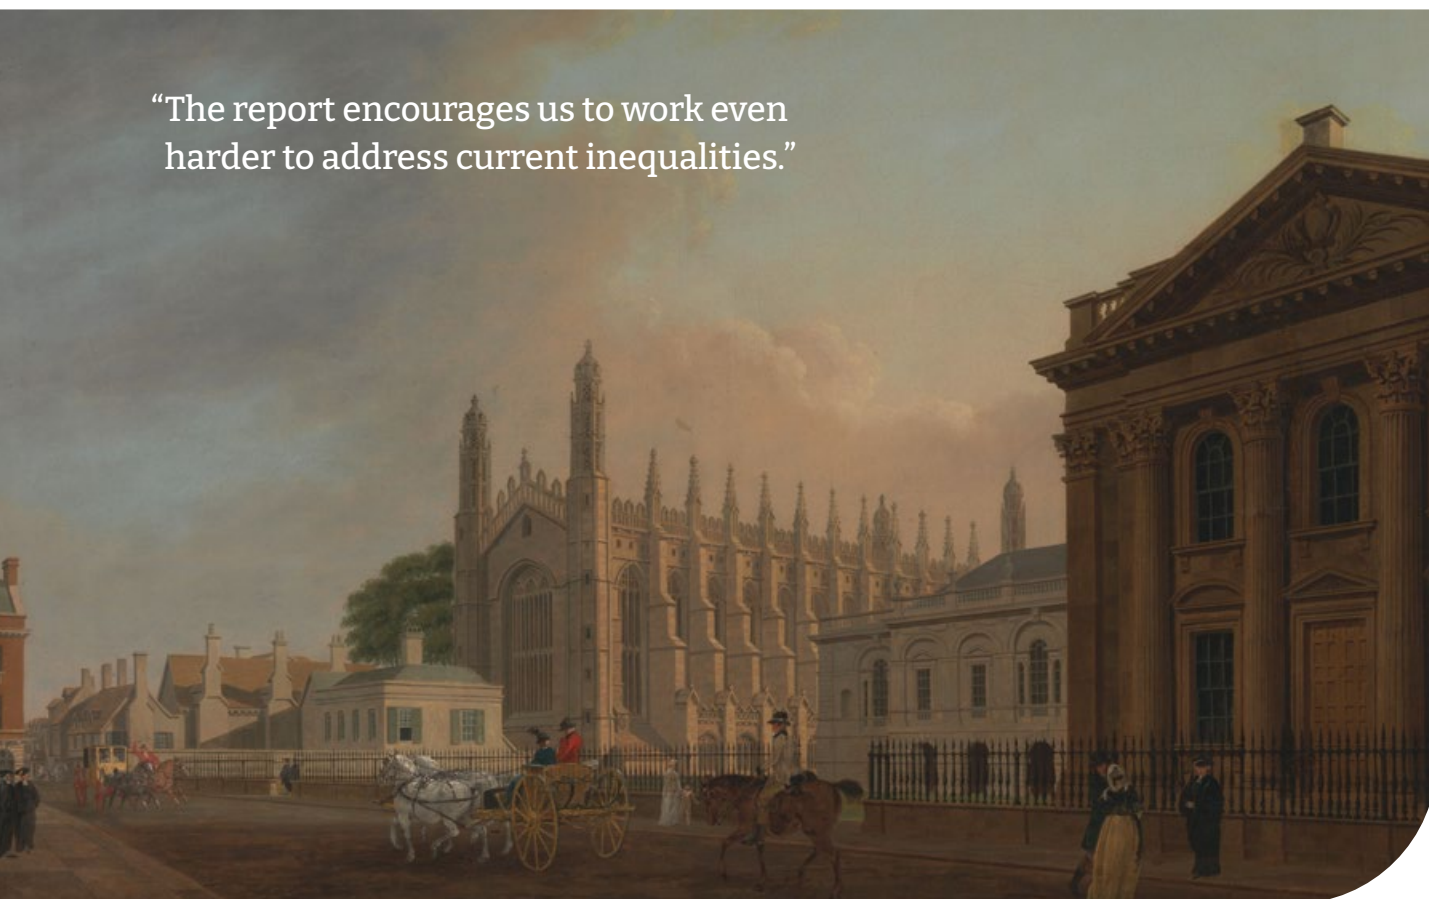 “The report encourages us to work even
harder to address current inequalities.”